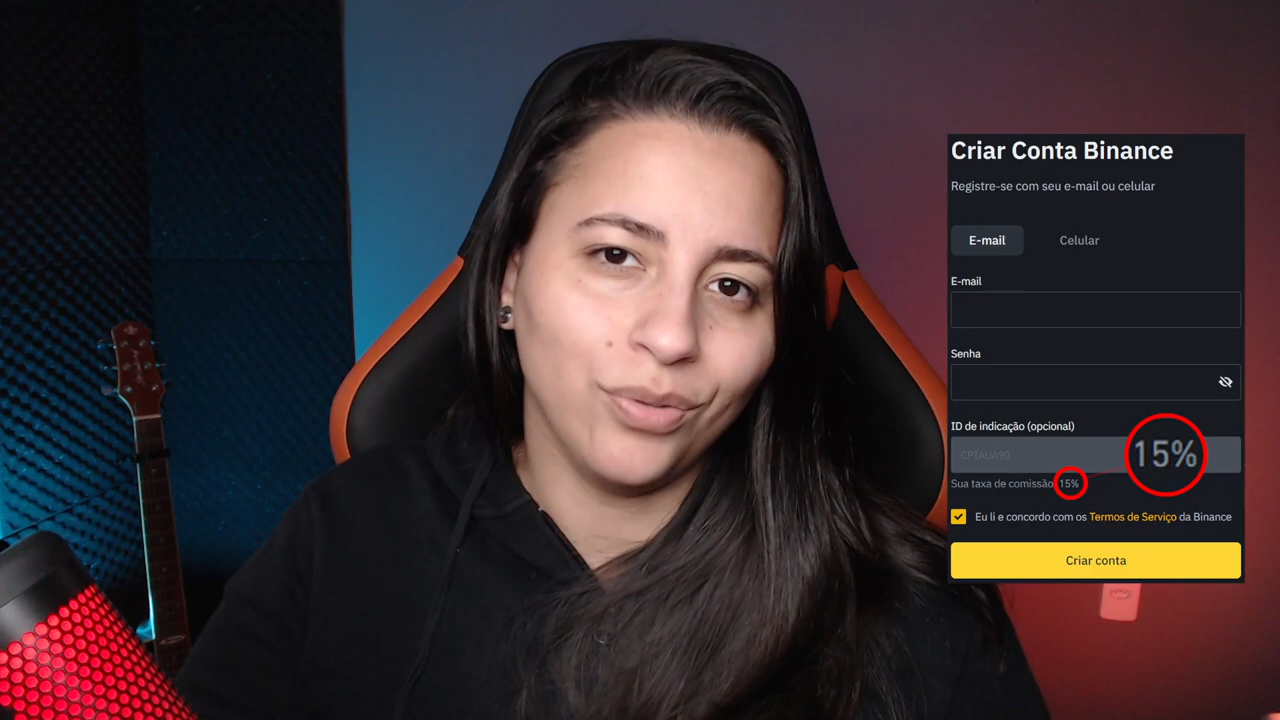 Criar Conta Binance
Registre-se com seu e-mail ou celular
E-mail Celular
E-mail
Senha
ID de indicação (opcional)
15%
Sua taxa de comissão 15%
Eu li e concordo com os Termos de Serviço da Binance
Criar conta